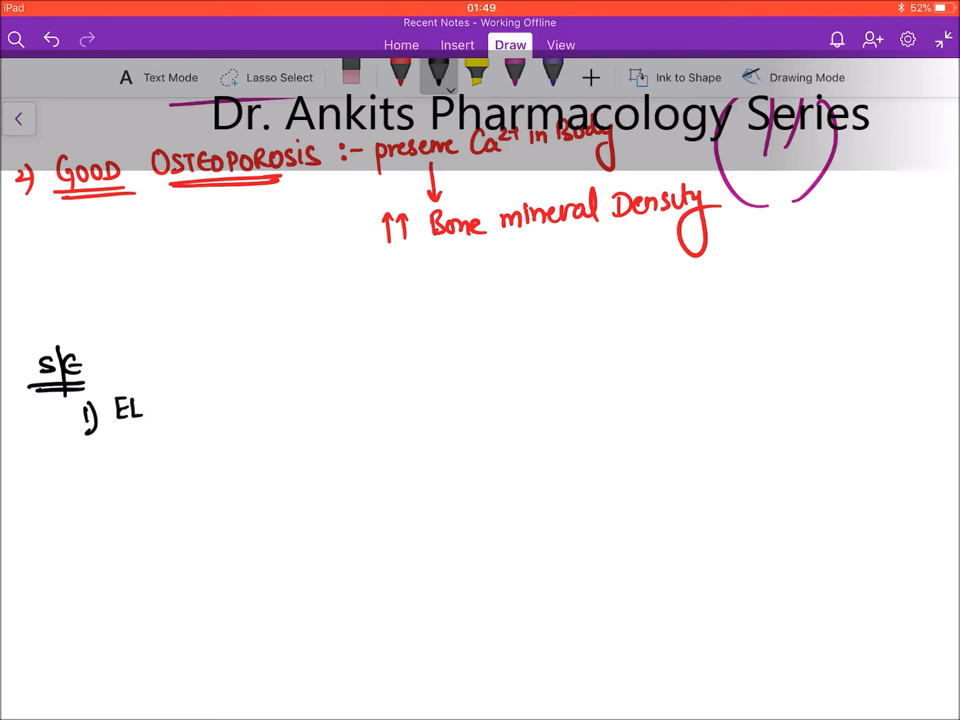 iPad 01:49 52%
Recent Notes - Working Offline
Home Insert Draw View
A Text Mode Lasso Select Ink to Shape Drawing Mode
Dr. Ankits Pharmacology Series
2) GOOD OSTEOPOROSIS :- preserve Ca2+ in Body
↑↑ Bone mineral Density
S/E
1) EL